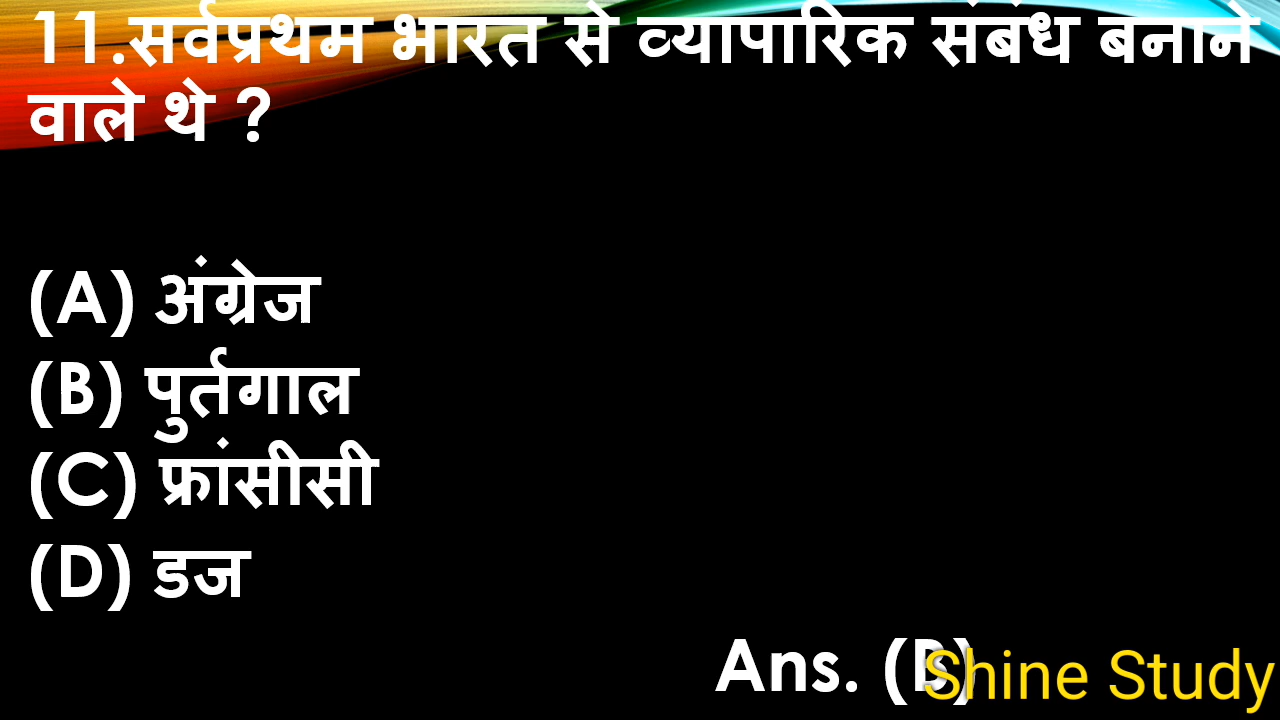 11.सर्वप्रथम भारत से व्यापारिक संबंध बनाने
वाले थे ?
(A) अंग्रेज
(B) पुर्तगाल
(C) फ्रांसीसी
(D) डज
Ans. (B)
Shine Study